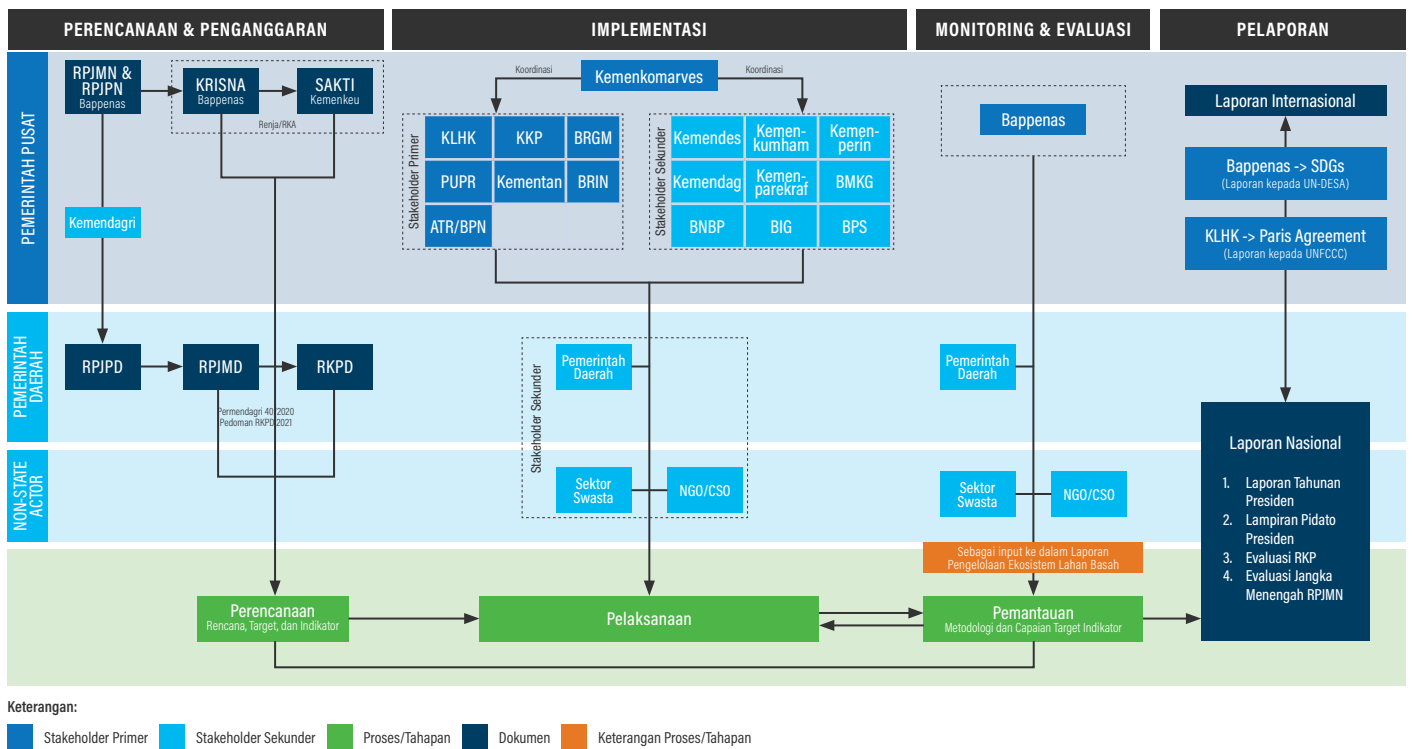 PERENCANAAN & PENGANGGARAN
IMPLEMENTASI
MONITORING & EVALUASI
PELAPORAN
PEMERINTAH PUSAT
RPJMN &
RPJPN
Bappenas
KRISNA
Bappenas
SAKTI
Kemenkeu
Renja/RKA
Kemendagri
Koordinasi
Kemenkomarves
Koordinasi
Stakeholder Primer
KLHK
KKP
BRGM
PUPR
Kementan
BRIN
ATR/BPN
Stakeholder Sekunder
Kemendes
Kemen-
kumham
Kemen-
perin
Kemendag
Kemen-
parekraf
BMKG
BNBP
BIG
BPS
Bappenas
Laporan Internasional
Bappenas -> SDGs
(Laporan kepada UN-DESA)
KLHK -> Paris Agreement
(Laporan kepada UNFCCC)
PEMERINTAH
DAERAH
RPJPD
RPJMD
RKPD
Permendagri 40/2020
Pedoman RKPD 2021
Stakeholder Sekunder
Pemerintah
Daerah
Pemerintah
Daerah
NON-STATE
ACTOR
Sektor
Swasta
NGO/CSO
Sektor
Swasta
NGO/CSO
Laporan Nasional
1. Laporan Tahunan
Presiden
2. Lampiran Pidato
Presiden
3. Evaluasi RKP
4. Evaluasi Jangka
Menengah RPJMN
Sebagai input ke dalam Laporan
Pengelolaan Ekosistem Lahan Basah
Perencanaan
Rencana, Target, dan Indikator
Pelaksanaan
Pemantauan
Metodologi dan Capaian Target Indikator
Keterangan:
Stakeholder Primer
Stakeholder Sekunder
Proses/Tahapan
Dokumen
Keterangan Proses/Tahapan